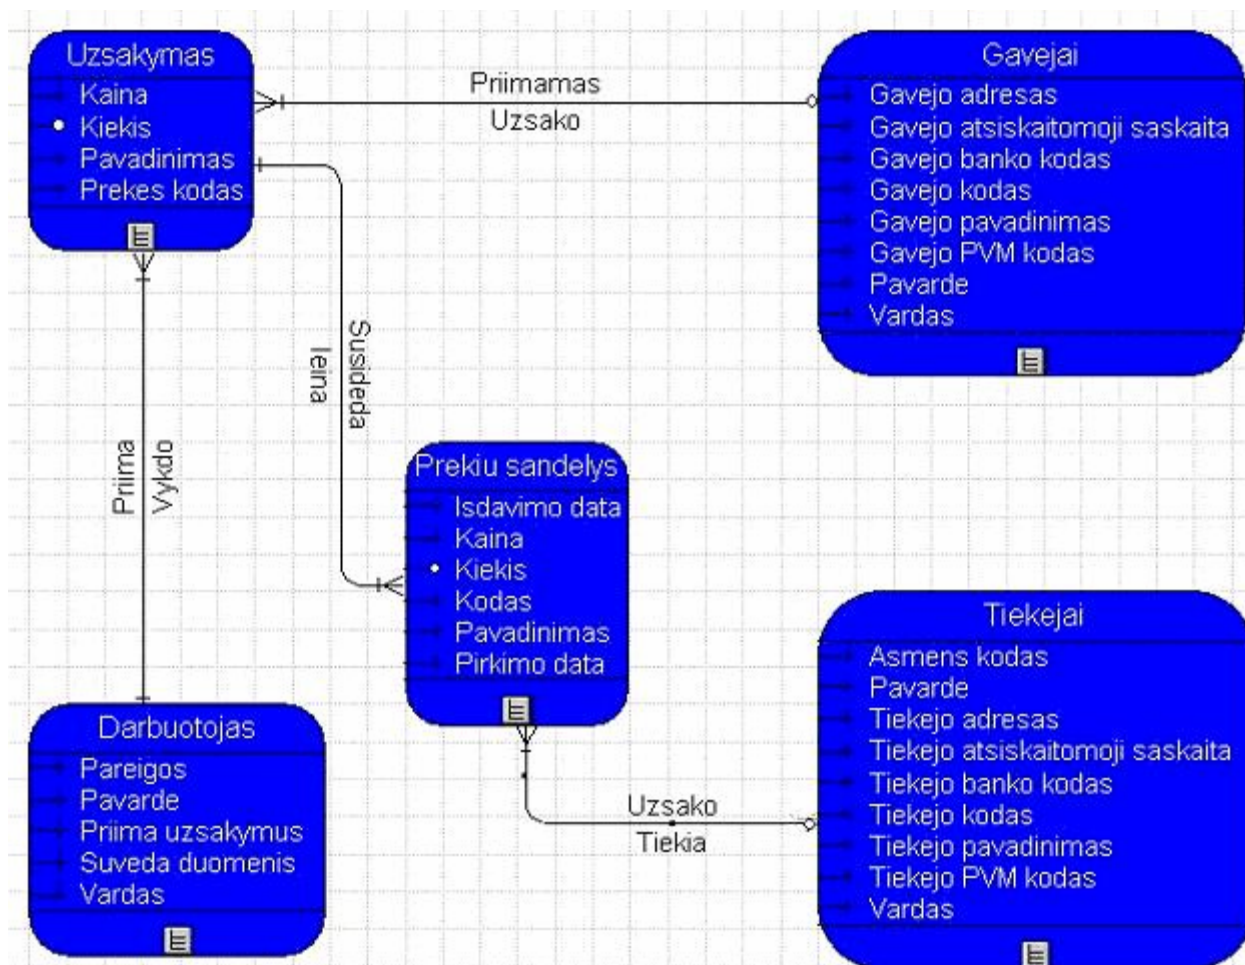 Uzsakymas
Kaina
Kiekis
Pavadinimas
Prekes kodas
Priimamas
Uzsako
Gavejai
Gavejo adresas
Gavejo atsiskaitomoji saskaita
Gavejo banko kodas
Gavejo kodas
Gavejo pavadinimas
Gavejo PVM kodas
Pavarde
Vardas
Susideda
Ieina
Priima
Vykdo
Prekiu sandelys
Isdavimo data
Kaina
Kiekis
Kodas
Pavadinimas
Pirkimo data
Darbuotojas
Pareigos
Pavarde
Priima uzsakymus
Suveda duomenis
Vardas
Uzsako
Tiekia
Tiekejai
Asmens kodas
Pavarde
Tiekejo adresas
Tiekejo atsiskaitomoji saskaita
Tiekejo banko kodas
Tiekejo kodas
Tiekejo pavadinimas
Tiekejo PVM kodas
Vardas